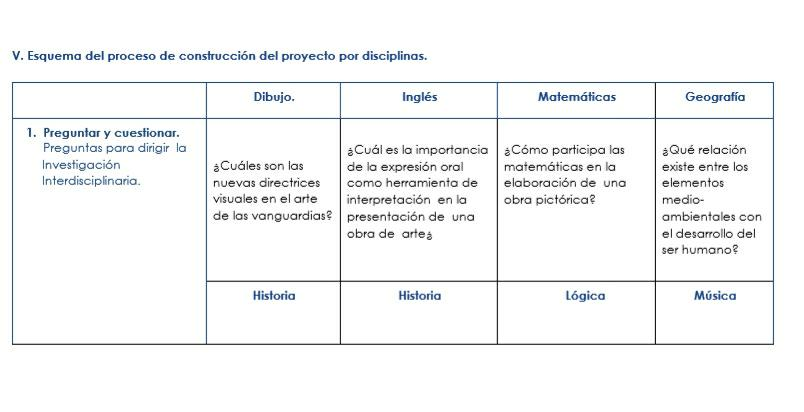 V. Esquema del proceso de construcción del proyecto por disciplinas.
Dibujo.
Inglés
Matemáticas
Geografía
1. Preguntar y cuestionar.
Preguntas para dirigir la
Investigación
Interdisciplinaria.
¿Cuáles son las
nuevas directrices
visuales en el arte
de las vanguardias?
¿Cuál es la importancia
de la expresión oral
como herramienta de
interpretación en la
presentación de una
obra de arte¿
¿Cómo participa las
matemáticas en la
elaboración de una
obra pictórica?
¿Qué relación
existe entre los
elementos
medio-
ambientales con
el desarrollo del
ser humano?
Historia
Historia
Lógica
Música